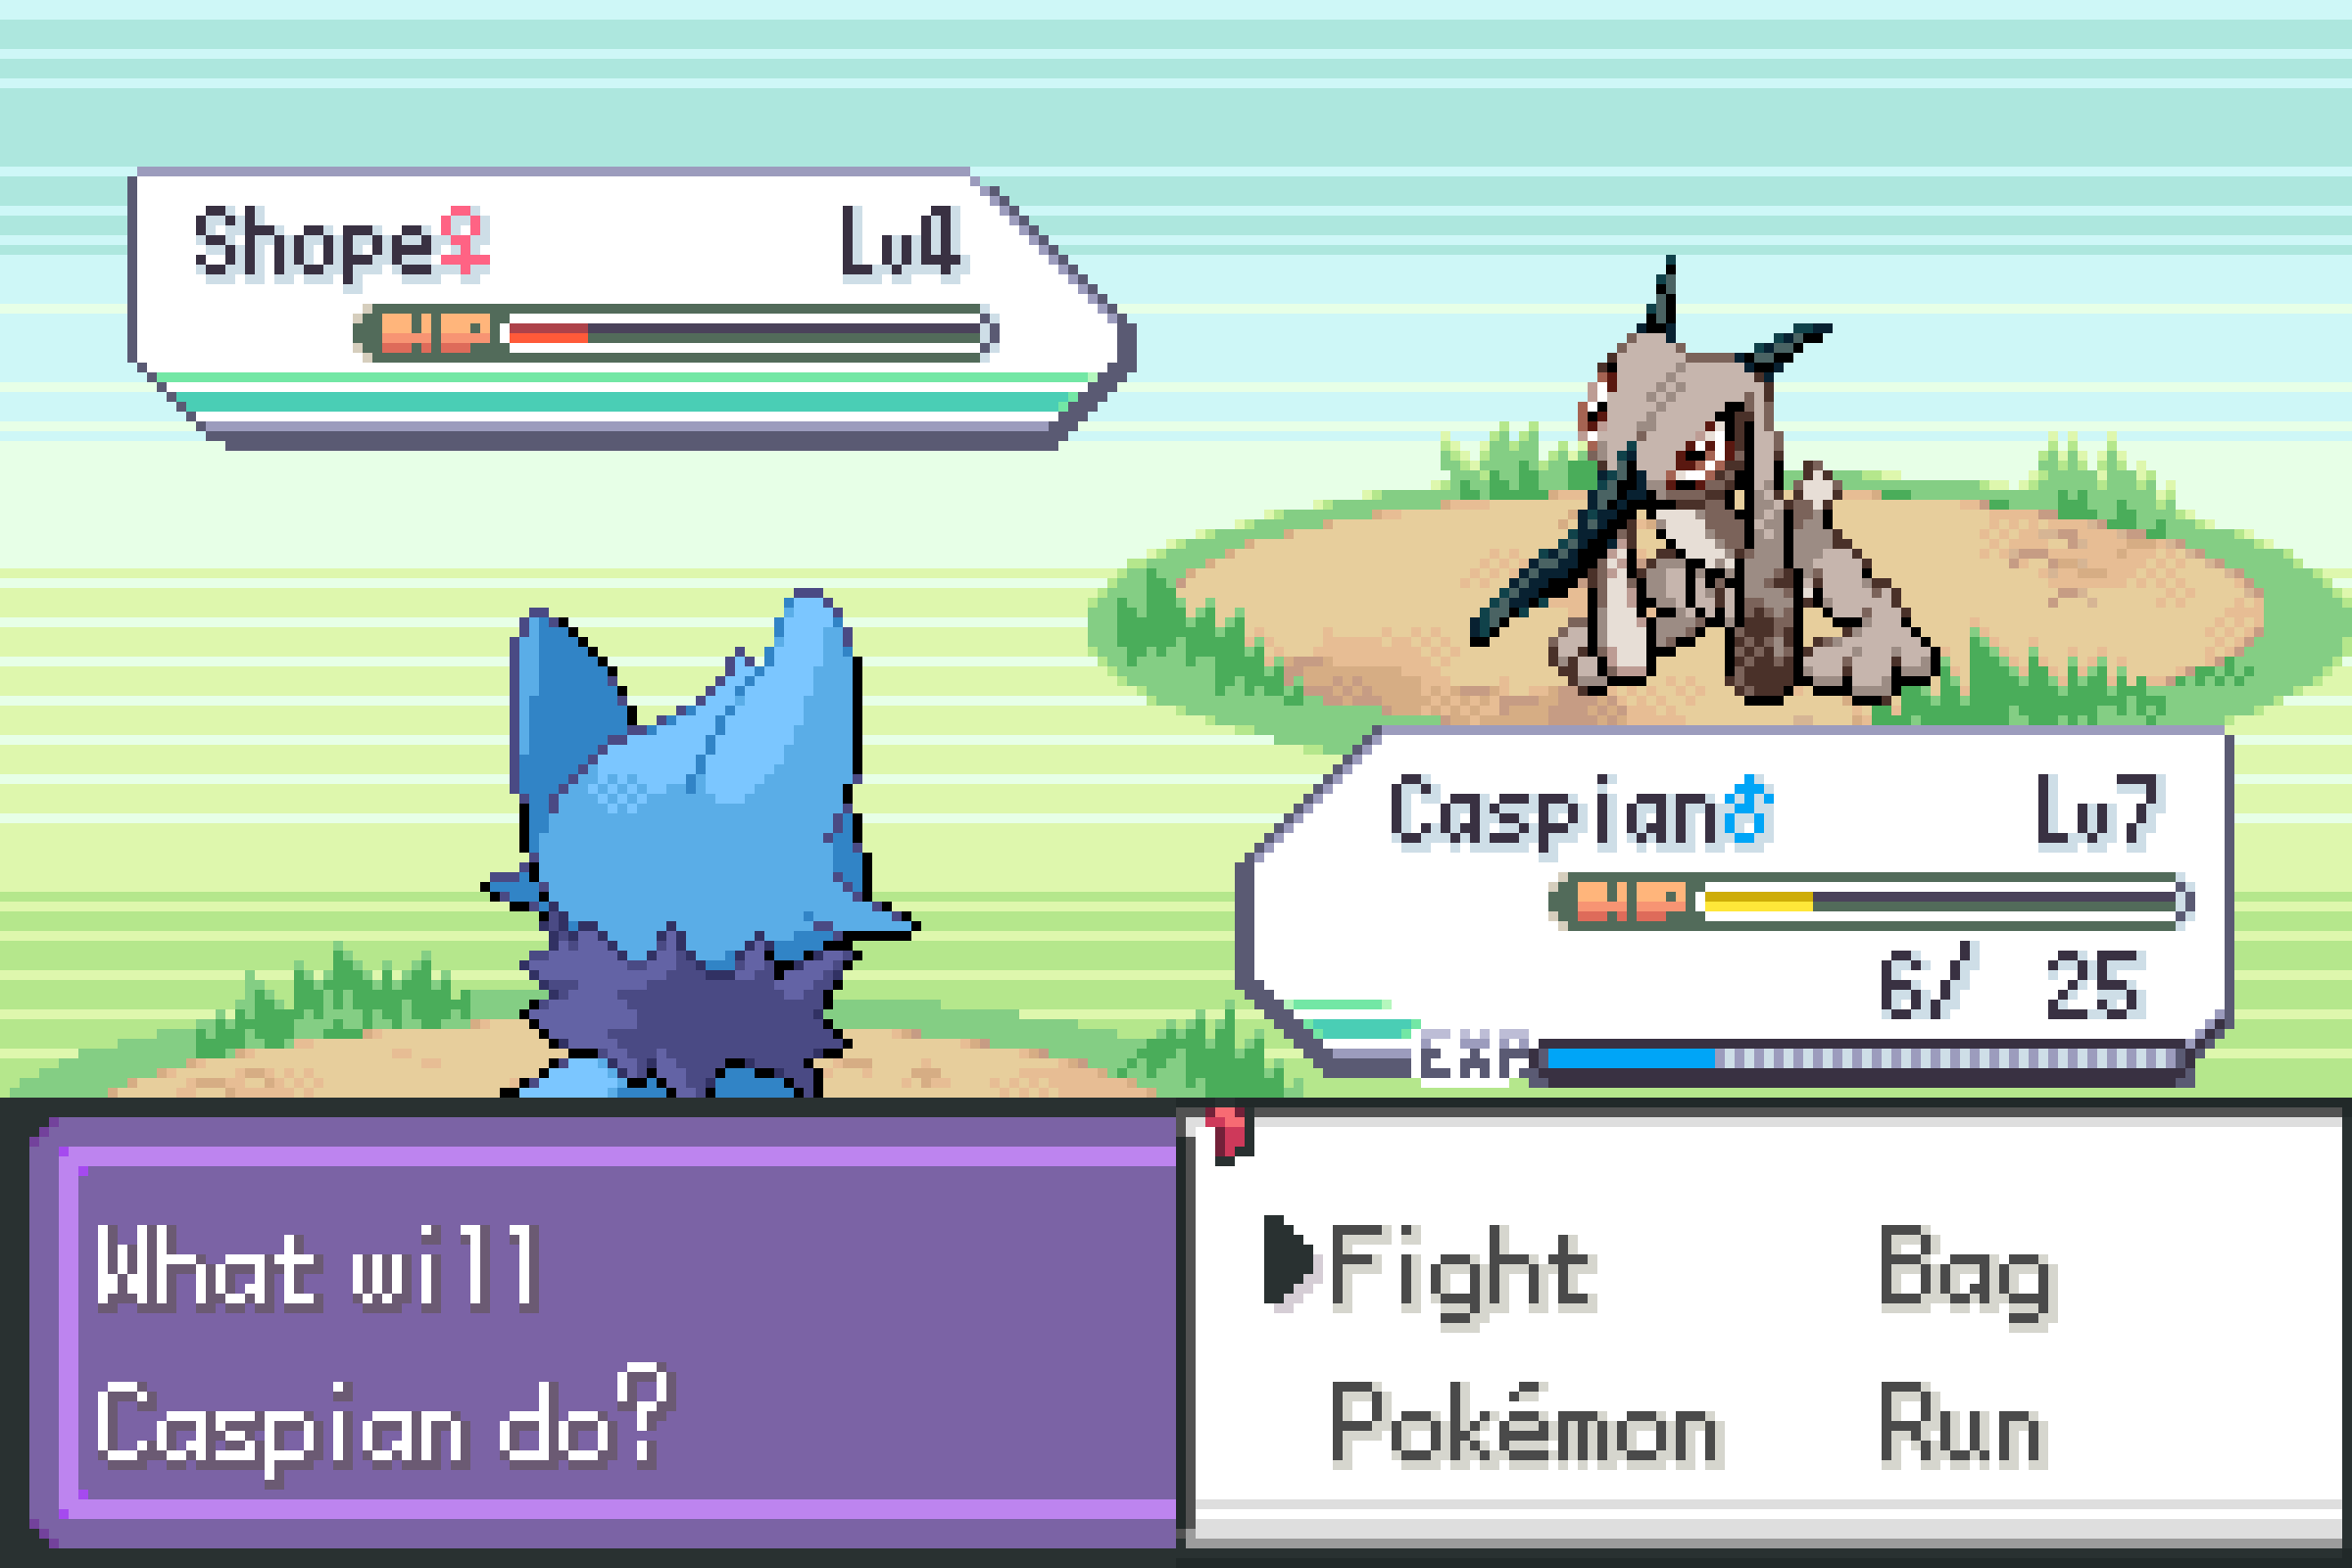 Shope♀ Lv4
HP
Caspian♂ Lv7
HP
6/ 25
EXP
What will
Caspian do?
Fight Bag
Pokémon Run